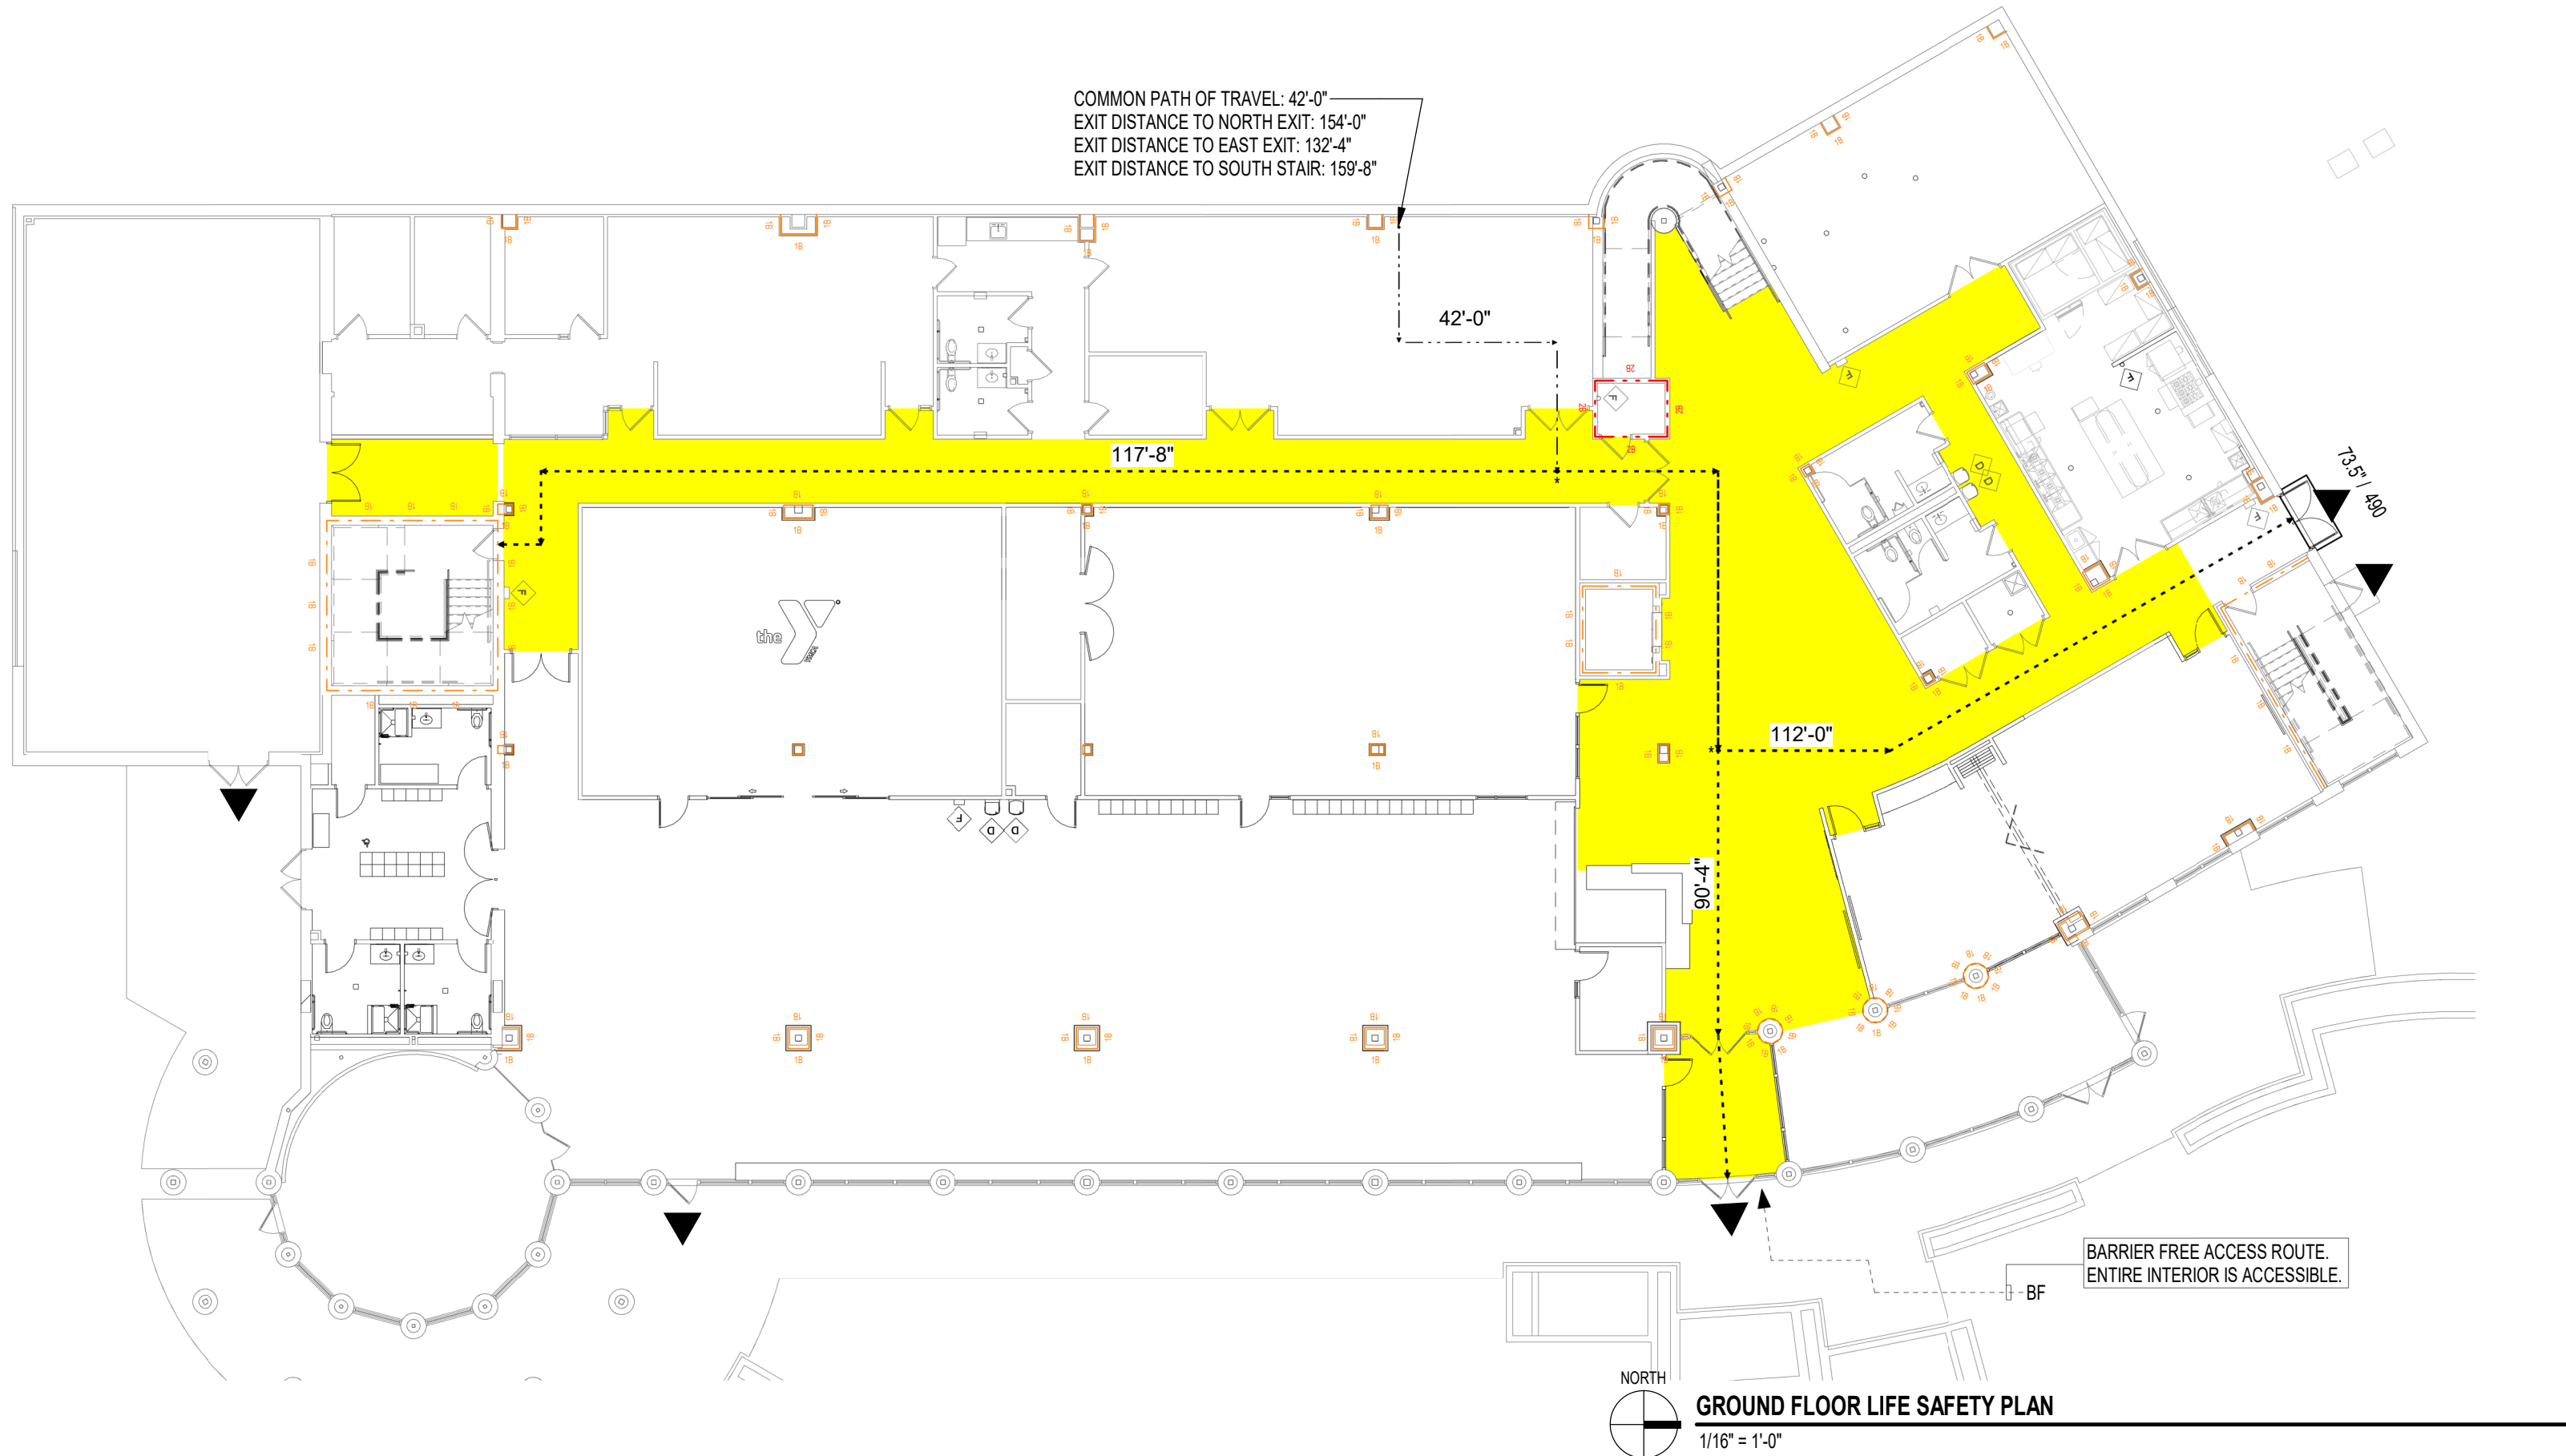 COMMON PATH OF TRAVEL: 42'-0"
EXIT DISTANCE TO NORTH EXIT: 154'-0"
EXIT DISTANCE TO EAST EXIT: 132'-4"
EXIT DISTANCE TO SOUTH STAIR: 159'-8"
42'-0"
117'-8"
73.5" / 490
the
YMCA
112'-0"
90'-4"
1B
2B
F
D
BARRIER FREE ACCESS ROUTE.
ENTIRE INTERIOR IS ACCESSIBLE.
BF
NORTH
GROUND FLOOR LIFE SAFETY PLAN
1/16" = 1'-0"